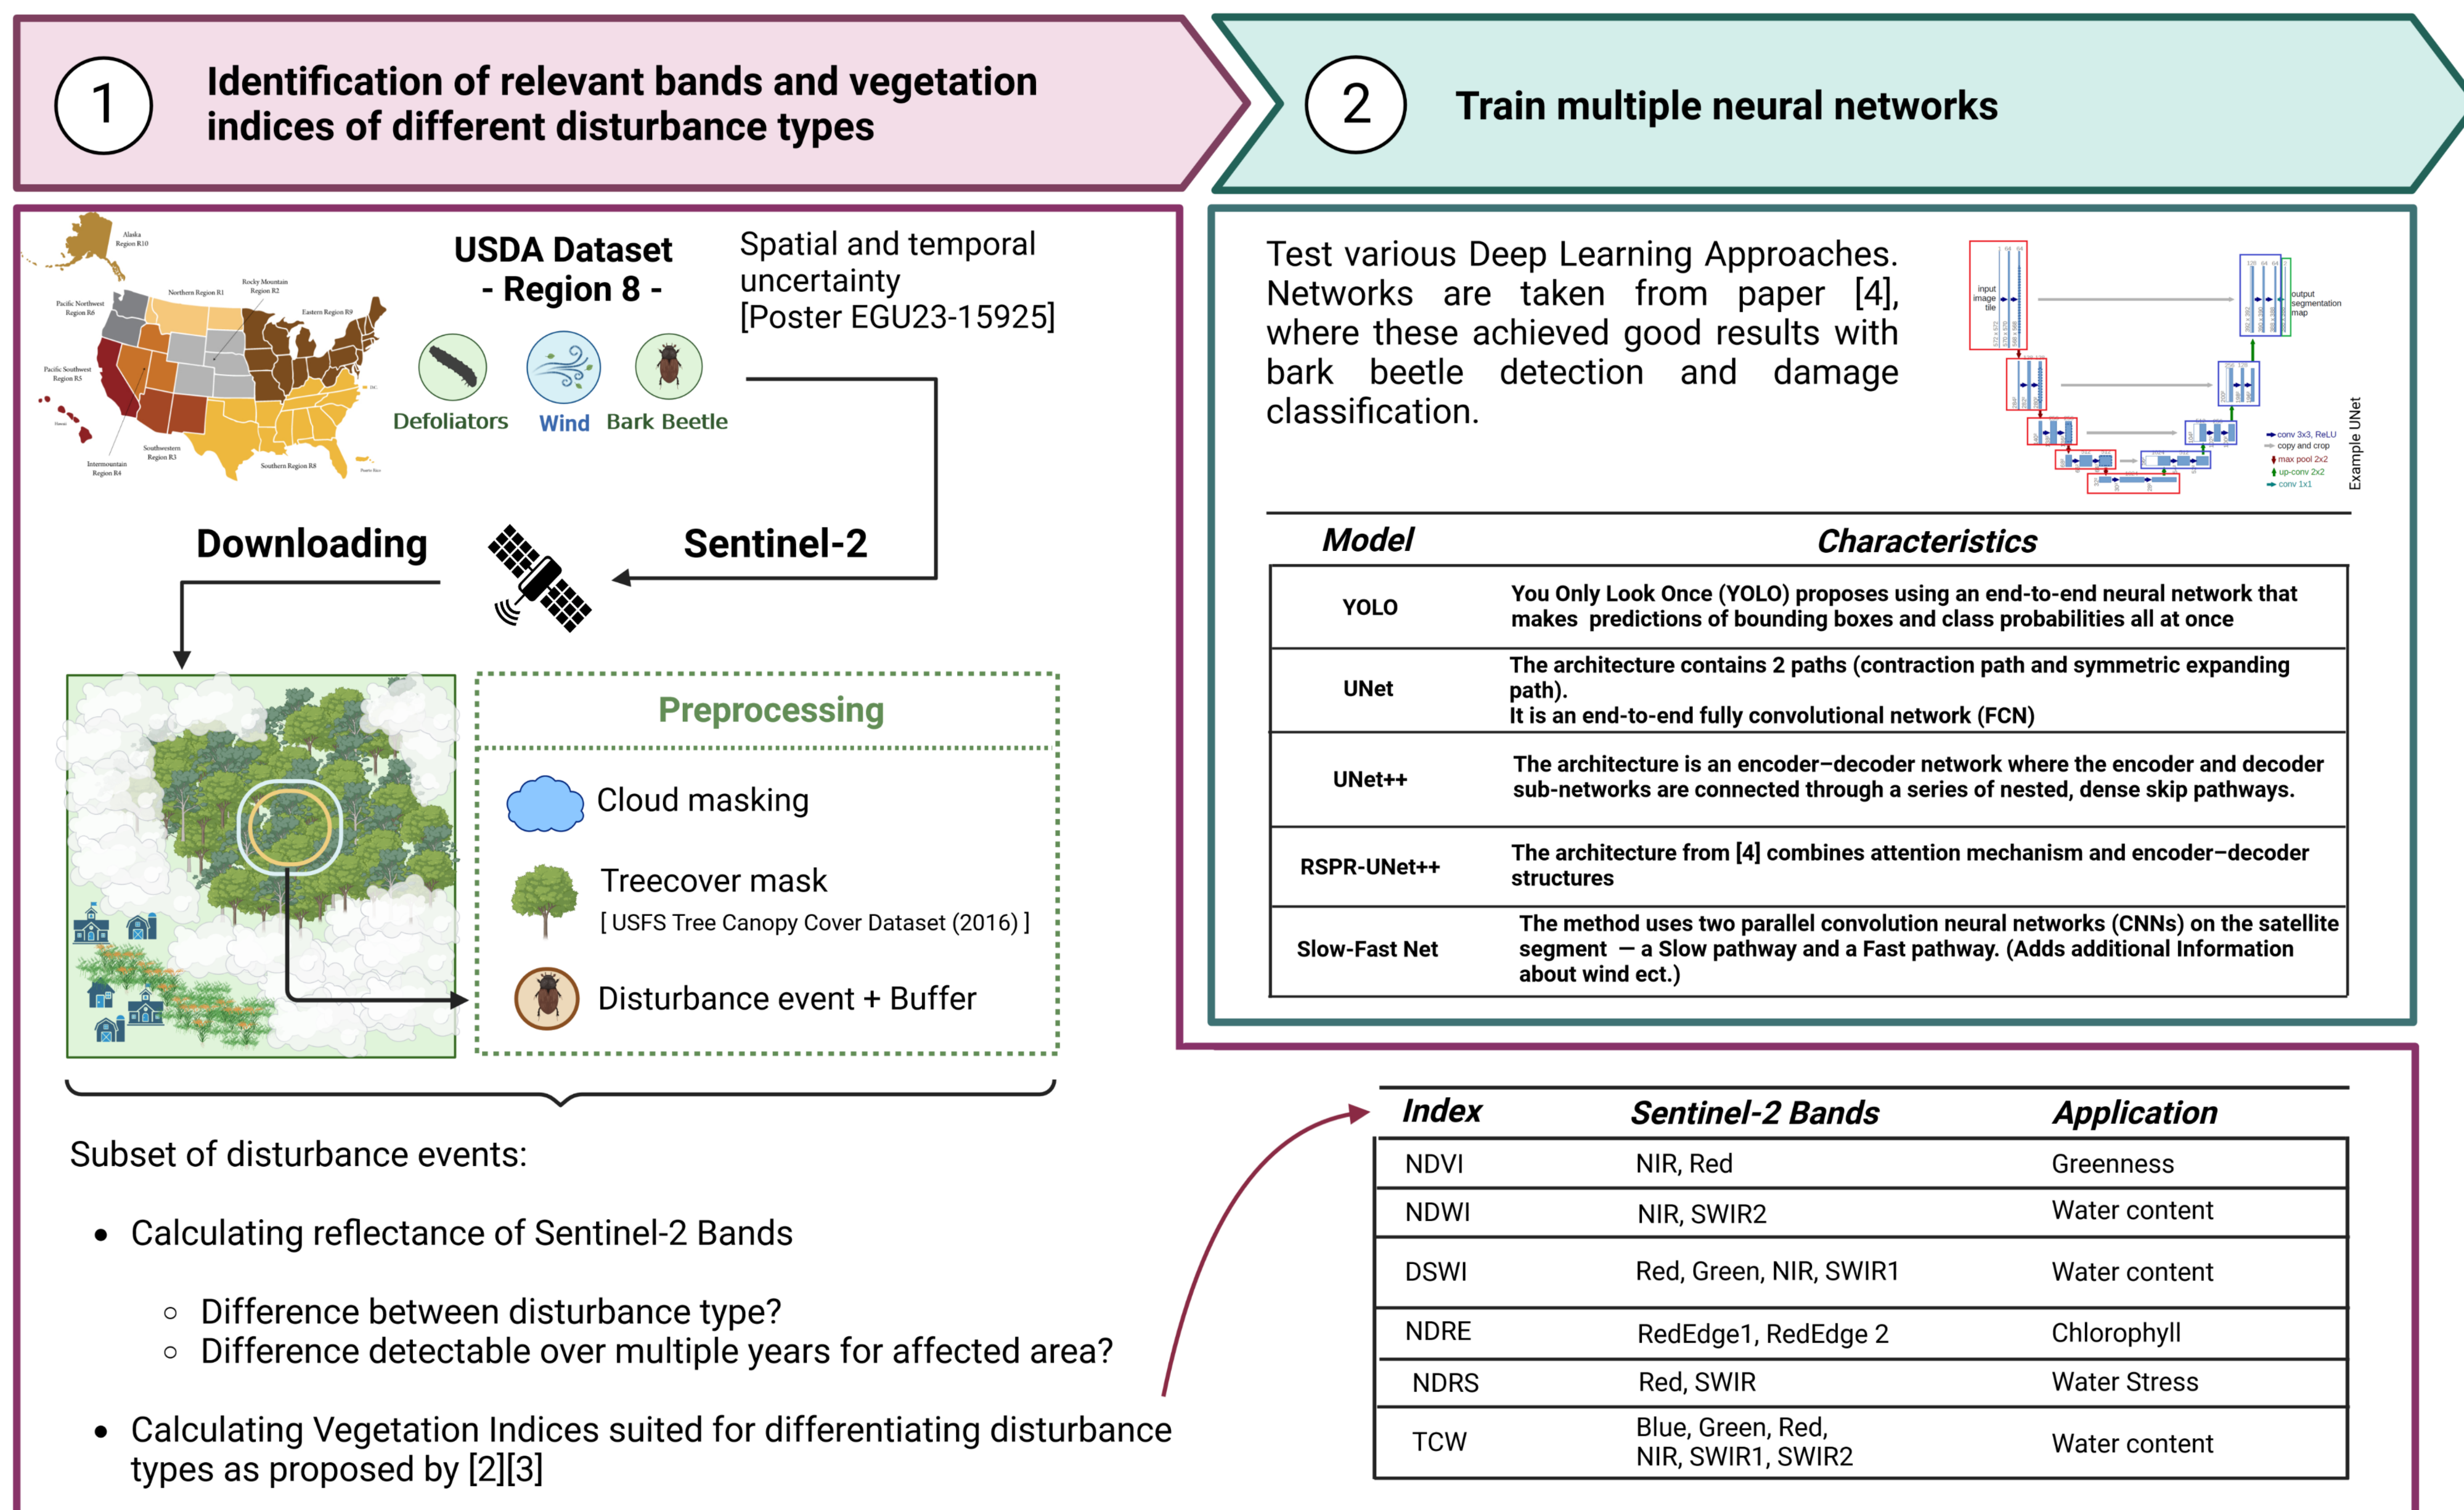 1
Identification of relevant bands and vegetation
indices of different disturbance types
2
Train multiple neural networks
Alaska
Region R10
Pacific Northwest
Region R6
Northern Region R1
Rocky Mountain
Region R2
Eastern Region R9
Pacific Southwest
Region R5
Intermountain
Region R4
Southwestern
Region R3
Southern Region R8
USDA Dataset
- Region 8 -
Defoliators
Wind
Bark Beetle
Spatial and temporal
uncertainty
[Poster EGU23-15925]
Downloading
Sentinel-2
Preprocessing
Cloud masking
Treecover mask
[ USFS Tree Canopy Cover Dataset (2016) ]
Disturbance event + Buffer
Subset of disturbance events:
• Calculating reflectance of Sentinel-2 Bands
○ Difference between disturbance type?
○ Difference detectable over multiple years for affected area?
• Calculating Vegetation Indices suited for differentiating disturbance
types as proposed by [2][3]
Test various Deep Learning Approaches.
Networks are taken from paper [4],
where these achieved good results with
bark beetle detection and damage
classification.
input
image
tile
output
segmentation
map
conv 3x3, ReLU
copy and crop
max pool 2x2
up-conv 2x2
conv 1x1
Example UNet
Model Characteristics
YOLO
You Only Look Once (YOLO) proposes using an end-to-end neural network that
makes predictions of bounding boxes and class probabilities all at once
UNet
The architecture contains 2 paths (contraction path and symmetric expanding
path).
It is an end-to-end fully convolutional network (FCN)
UNet++
The architecture is an encoder–decoder network where the encoder and decoder
sub-networks are connected through a series of nested, dense skip pathways.
RSPR-UNet++
The architecture from [4] combines attention mechanism and encoder–decoder
structures
Slow-Fast Net
The method uses two parallel convolution neural networks (CNNs) on the satellite
segment — a Slow pathway and a Fast pathway. (Adds additional Information
about wind ect.)
Index Sentinel-2 Bands Application
NDVI NIR, Red Greenness
NDWI NIR, SWIR2 Water content
DSWI Red, Green, NIR, SWIR1 Water content
NDRE RedEdge1, RedEdge 2 Chlorophyll
NDRS Red, SWIR Water Stress
TCW Blue, Green, Red,
NIR, SWIR1, SWIR2 Water content